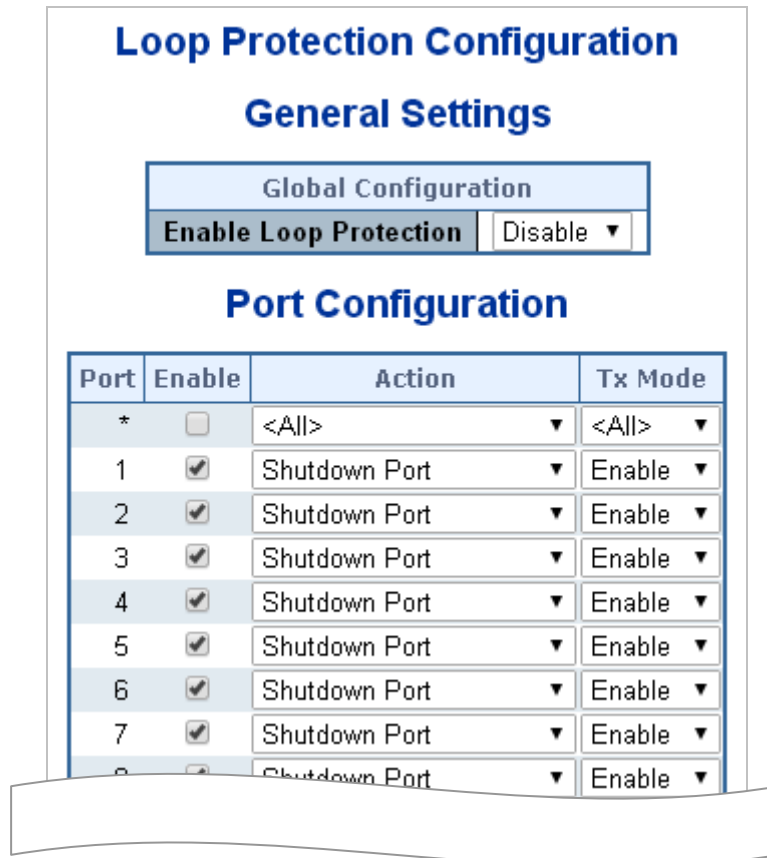 Loop Protection Configuration
General Settings
Global Configuration
Enable Loop Protection Disable
Port Configuration
Port Enable Action Tx Mode
* <All> <All>
1 Shutdown Port Enable
2 Shutdown Port Enable
3 Shutdown Port Enable
4 Shutdown Port Enable
5 Shutdown Port Enable
6 Shutdown Port Enable
7 Shutdown Port Enable
Shutdown Port Enable